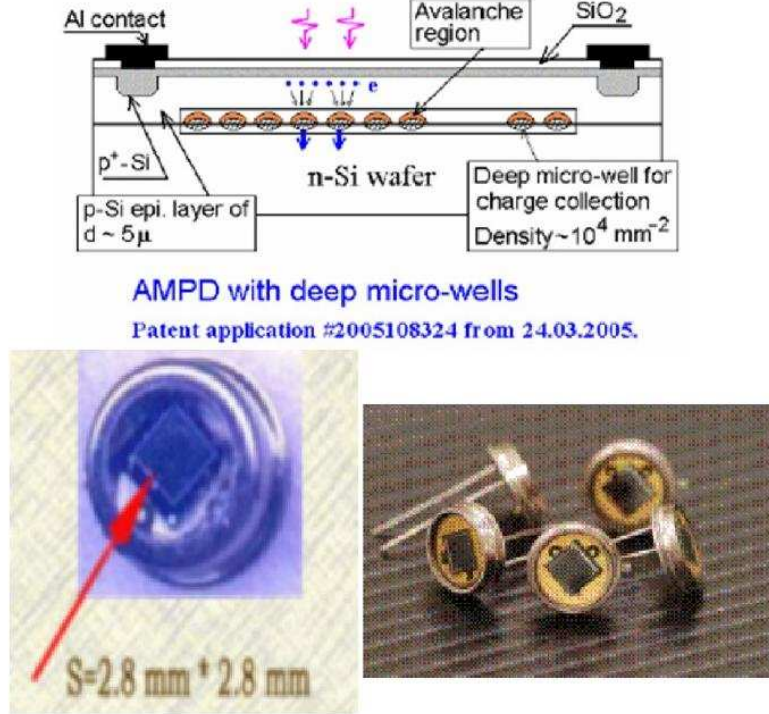 Al contact
Avalanche
region
SiO2
e
p+-Si
n-Si wafer
p-Si epi. layer of
d ~ 5μ
Deep micro-well for
charge collection
Density~10⁴ mm⁻²
AMPD with deep micro-wells
Patent application #2005108324 from 24.03.2005.
S=2.8 mm * 2.8 mm